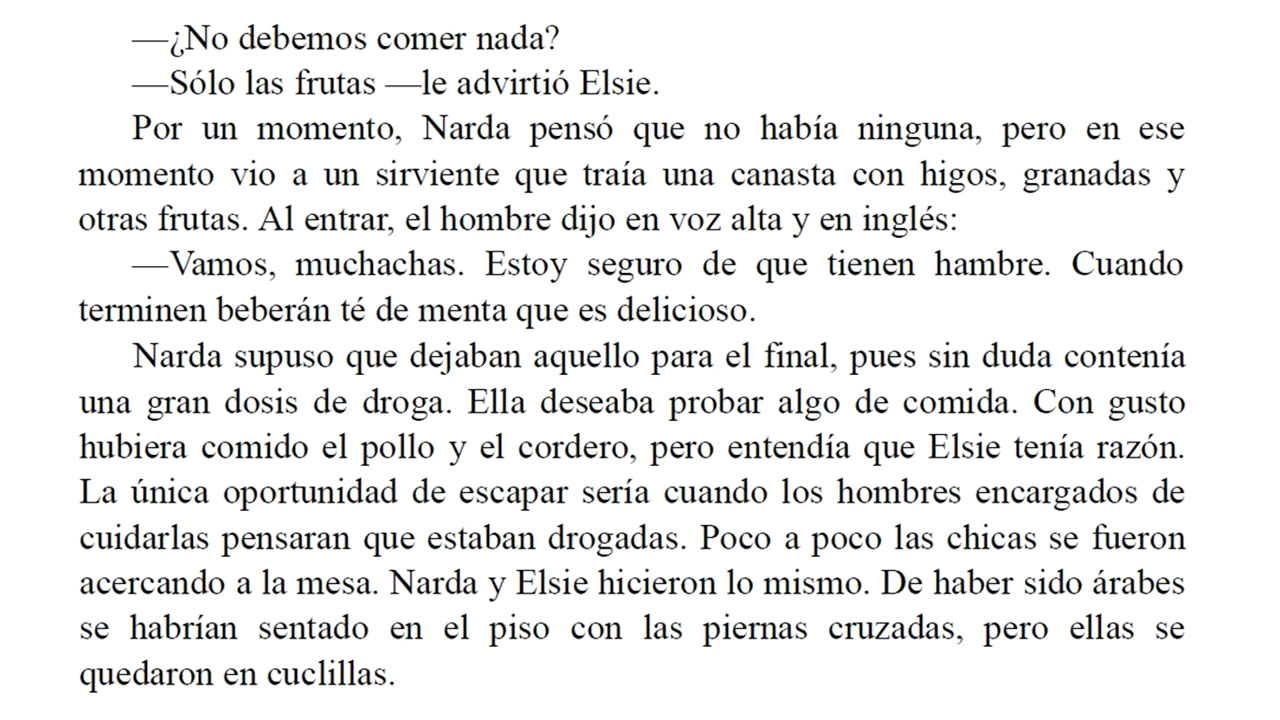 —¿No debemos comer nada?
—Sólo las frutas —le advirtió Elsie.
Por un momento, Narda pensó que no había ninguna, pero en ese
momento vio a un sirviente que traía una canasta con higos, granadas y
otras frutas. Al entrar, el hombre dijo en voz alta y en inglés:
—Vamos, muchachas. Estoy seguro de que tienen hambre. Cuando
terminen beberán té de menta que es delicioso.
Narda supuso que dejaban aquello para el final, pues sin duda contenía
una gran dosis de droga. Ella deseaba probar algo de comida. Con gusto
hubiera comido el pollo y el cordero, pero entendía que Elsie tenía razón.
La única oportunidad de escapar sería cuando los hombres encargados de
cuidarlas pensaran que estaban drogadas. Poco a poco las chicas se fueron
acercando a la mesa. Narda y Elsie hicieron lo mismo. De haber sido árabes
se habrían sentado en el piso con las piernas cruzadas, pero ellas se
quedaron en cuclillas.